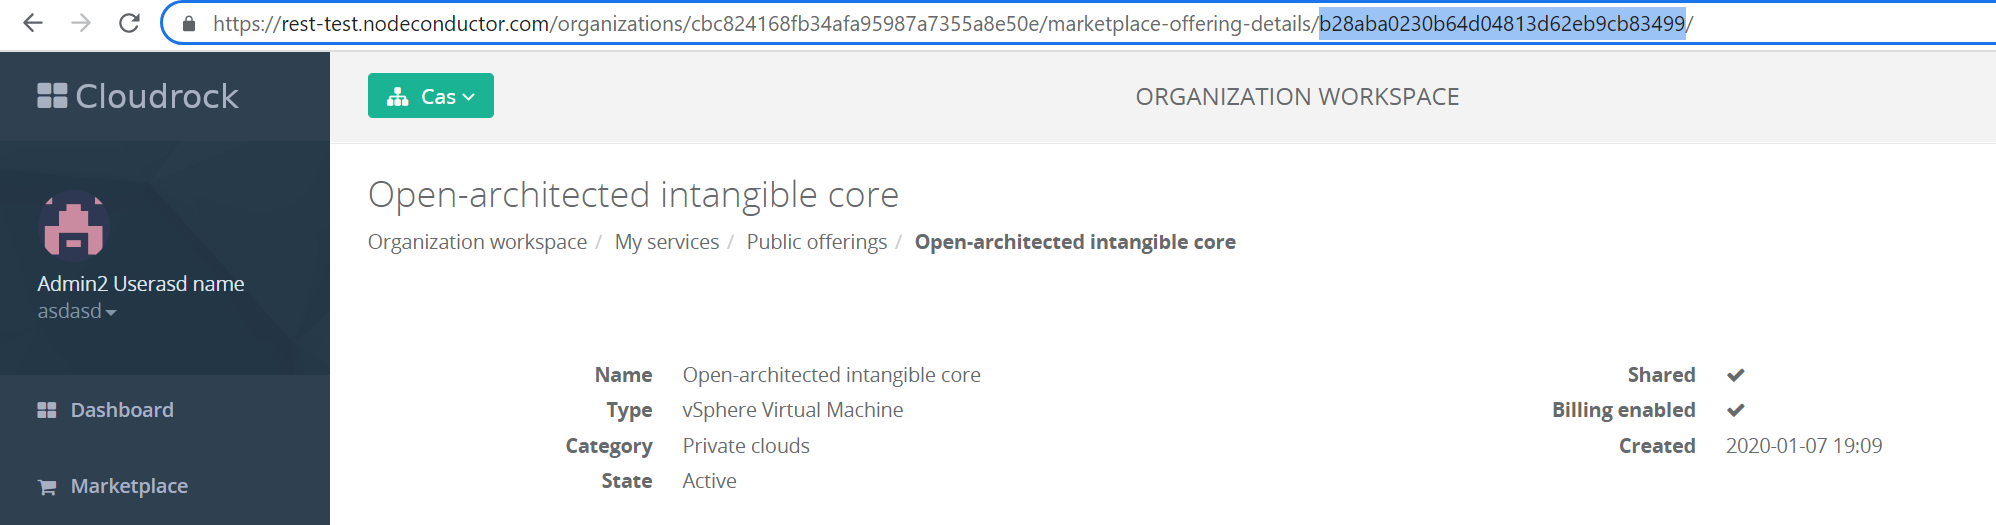 https://rest-test.nodeconductor.com/organizations/cbc824168fb34afa95987a7355a8e50e/marketplace-offering-details/b28aba0230b64d04813d62eb9cb83499/
Cloudrock
Cas
ORGANIZATION WORKSPACE
Admin2 Userasd name
asdasd
Dashboard
Marketplace
Open-architected intangible core
Organization workspace / My services / Public offerings / Open-architected intangible core
Name Open-architected intangible core
Type vSphere Virtual Machine
Category Private clouds
State Active
Shared
Billing enabled
Created 2020-01-07 19:09